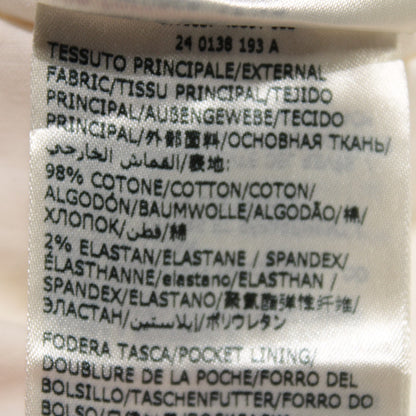 24 0138 193 A
TESSUTO PRINCIPALE/EXTERNAL
FABRIC/TISSU PRINCIPAL/TEJIDO
PRINCIPAL/AUßENGEWEBE/TECIDO
PRINCIPAL/外部面料/ОСНОВНАЯ ТКАНЬ/
القماش الخارجي/表地:
98% COTONE/COTTON/COTON/
ALGODÓN/BAUMWOLLE/ALGODÃO/棉/
ХЛОПОК/قطن/綿
2% ELASTAN/ELASTANE / SPANDEX/
ÉLASTHANNE/elastano/ELASTHAN /
SPANDEX/ELASTANO/聚氨酯弹性纤维/
ЭЛАСТАН/إيلاستين/ポリウレタン
FODERA TASCA/POCKET LINING/
DOUBLURE DE LA POCHE/FORRO DEL
BOLSILLO/TASCHENFUTTER/FORRO DO